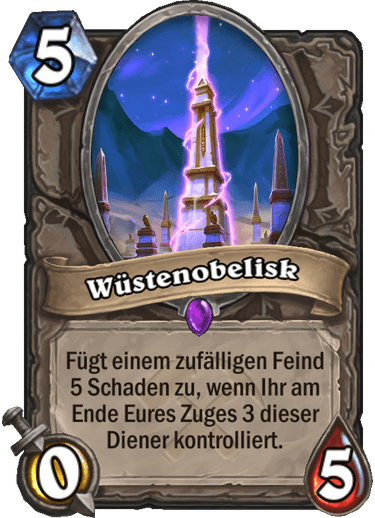 5
Wüstenobelisk
Fügt einem zufälligen Feind
5 Schaden zu, wenn Ihr am
Ende Eures Zuges 3 dieser
Diener kontrolliert.
0
5